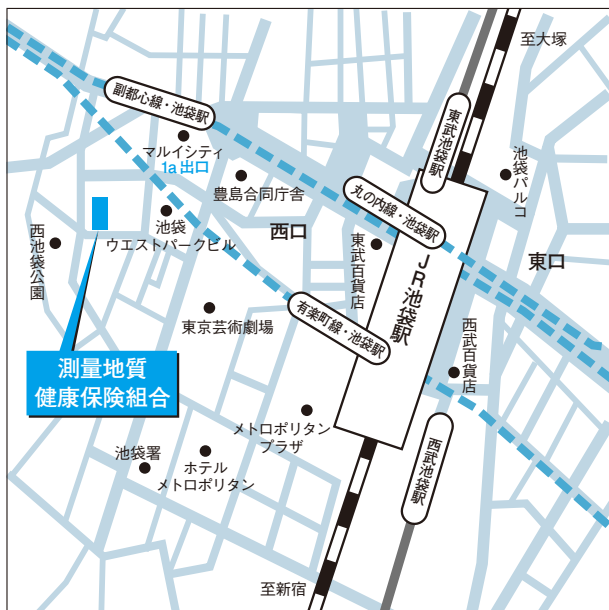 至大塚
副都心線・池袋駅
東武池袋駅
マルイシティ
1a 出口
豊島合同庁舎
池袋パルコ
丸の内線・池袋駅
西池袋公園
池袋
ウエストパークビル
西口
東武百貨店
JR池袋駅
東口
東京芸術劇場
有楽町線・池袋駅
西武百貨店
測量地質
健康保険組合
メトロポリタン
プラザ
池袋署
ホテル
メトロポリタン
西武池袋駅
至新宿